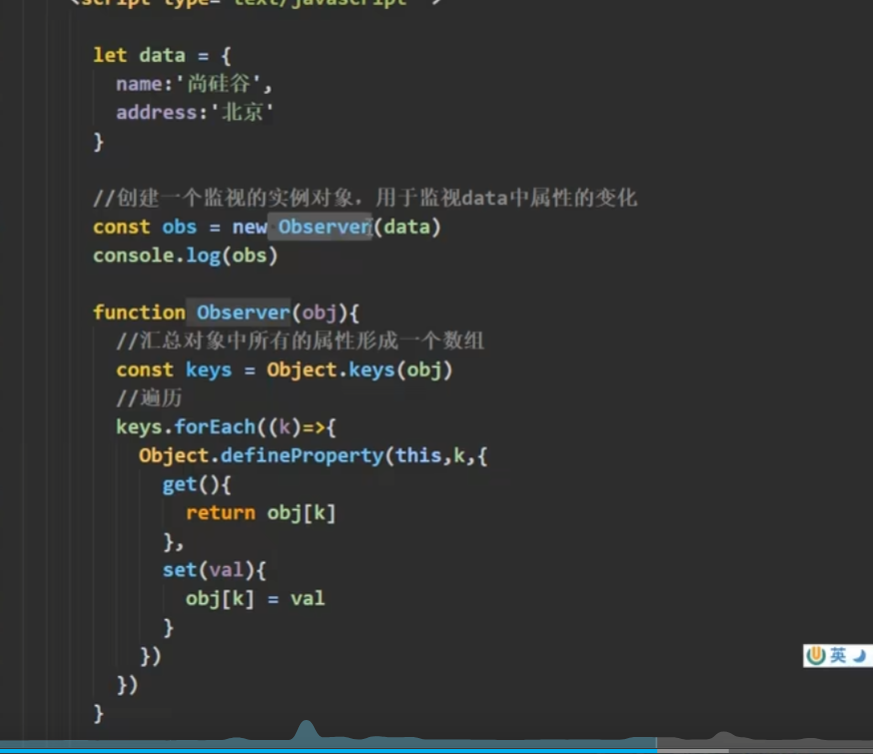 <script type="text/javascript" >
let data = {
name:'尚硅谷',
address:'北京'
}
//创建一个监视的实例对象，用于监视data中属性的变化
const obs = new Observer(data)
console.log(obs)
function Observer(obj){
//汇总对象中所有的属性形成一个数组
const keys = Object.keys(obj)
//遍历
keys.forEach((k)=>{
Object.defineProperty(this,k,{
get(){
return obj[k]
},
set(val){
obj[k] = val
}
})
})
}
英